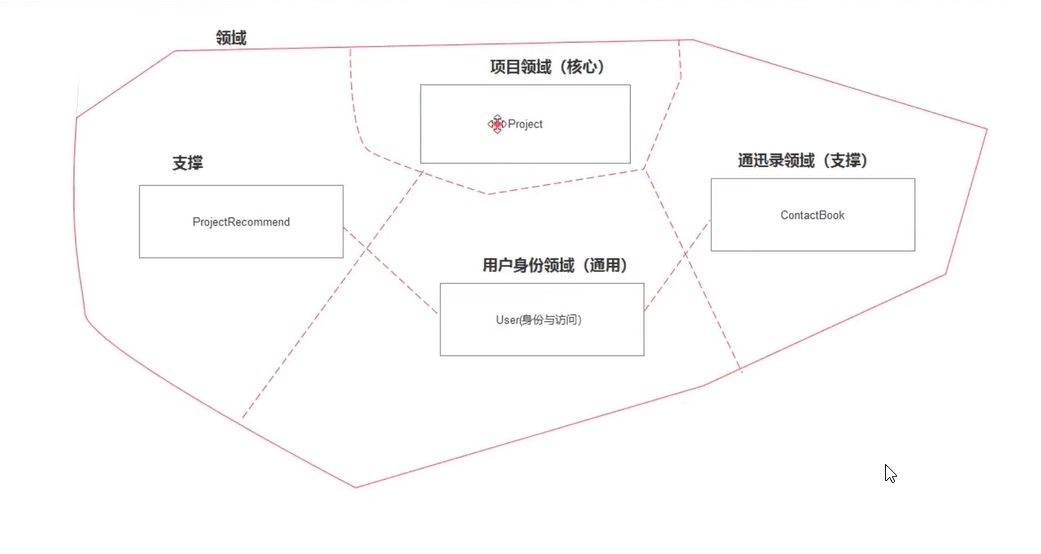 领域
项目领域（核心）
Project
支撑
ProjectRecommend
通迅录领域（支撑）
ContactBook
用户身份领域（通用）
User(身份与访问）